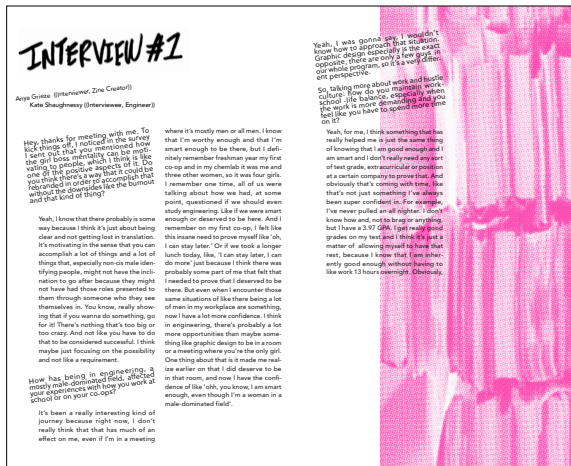 INTERVIEW #1
Anya Grieze ((Interviewer, Zine Creator))
Kate Shaughnessy ((Interviewee, Engineer))
Hey, thanks for meeting with me. To
kick things off, I noticed in the survey
I sent out that you mentioned how
the girl boss mentality can be moti-
vating to people, which I think is like
one of the positive aspects of it. Do
you think there's a way that it could be
rebranded in order to accomplish that
without the downsides like the burnout
and that kind of thing?
Yeah, I know that there probably is some
way because I think it's just about being
clear and not getting lost in translation.
It's motivating in the sense that you can
accomplish a lot of things and a lot of
things that, especially non-cis male iden-
tifying people, might not have the incli-
nation to go after because they might
not have had those roles presented to
them through someone who they see
themselves in. You know, really show-
ing that if you wanna do something, go
for it! There's nothing that's too big or
too crazy. And not like you have to do
that to be considered successful. I think
maybe just focusing on the possibility
and not like a requirement.
How has being in engineering, a
mostly male-dominated field, affected
your experiences with how you work at
school or on your co-ops?
It's been a really interesting kind of
journey because right now, I don't
really think that that has much of an
effect on me, even if I'm in a meeting
where it's mostly men or all men. I know
that I'm worthy enough and that I'm
smart enough to be there, but I defi-
nitely remember freshman year my first
co-op and in my chemlab it was me and
three other women, so it was four girls.
I remember one time, all of us were
talking about how we had, at some
point, questioned if we should even
study engineering. Like if we were smart
enough or deserved to be here. And I
remember on my first co-op, I felt like
this insane need to prove myself like 'oh,
I can stay later.' Or if we took a longer
lunch today, like, 'I can stay later, I can
do more' just because I think there was
probably some part of me that felt that
I needed to prove that I deserved to be
there. But even when I encounter those
same situations of like there being a lot
of men in my workplace or something,
now I have a lot more confidence. I think
in engineering, there's probably a lot
more opportunities than maybe some-
thing like graphic design to be in a room
or a meeting where you're the only girl.
One thing about that is it made me real-
ize earlier on that I did deserve to be
in that room, and now I have the confi-
dence of like 'ohh, you know, I am smart
enough, even though I'm a woman in a
male-dominated field'.
Yeah, I was gonna say, I wouldn't
know how to approach that situation.
Graphic design especially is the exact
opposite, there are only a few guys in
our whole program, so it's a very differ-
ent perspective.
So, talking more about work and hustle
culture: how do you maintain work-
school -life balance, especially when
the work is more demanding and you
feel like you have to spend more time
on it?
Yeah, for me, I think something that has
really helped me is just the same thing
of knowing that I am good enough and I
am smart and I don't really need any sort
of test grade, extracurricular or position
at a certain company to prove that. And
obviously that's coming with time, like
that's not just something I've always
been super confident in. For example,
I've never pulled an all nighter. I don't
know how and, not to brag or anything,
but I have a 3.97 GPA. I get really good
grades on my test and I think it's just a
matter of allowing myself to have that
rest, because I know that I am inher-
ently good enough without having to
like work 13 hours overnight. Obviously,